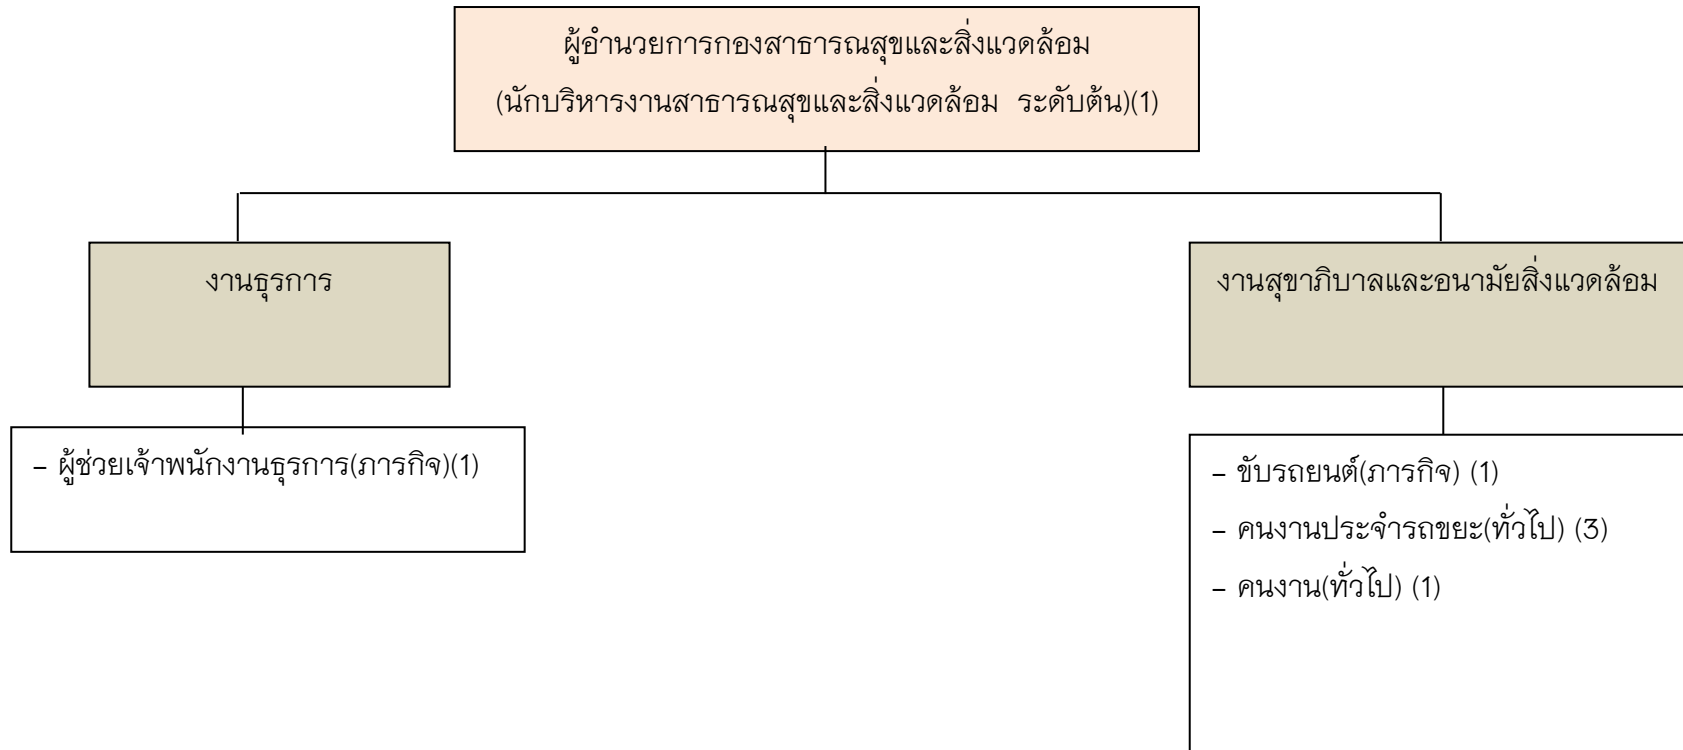 ผู้อำนวยการกองสาธารณสุขและสิ่งแวดล้อม
(นักบริหารงานสาธารณสุขและสิ่งแวดล้อม ระดับต้น)(1)
งานธุรการ
งานสุขาภิบาลและอนามัยสิ่งแวดล้อม
- ผู้ช่วยเจ้าพนักงานธุรการ(ภารกิจ)(1)
- ขับรถยนต์(ภารกิจ) (1)
- คนงานประจำรถขยะ(ทั่วไป) (3)
- คนงาน(ทั่วไป) (1)